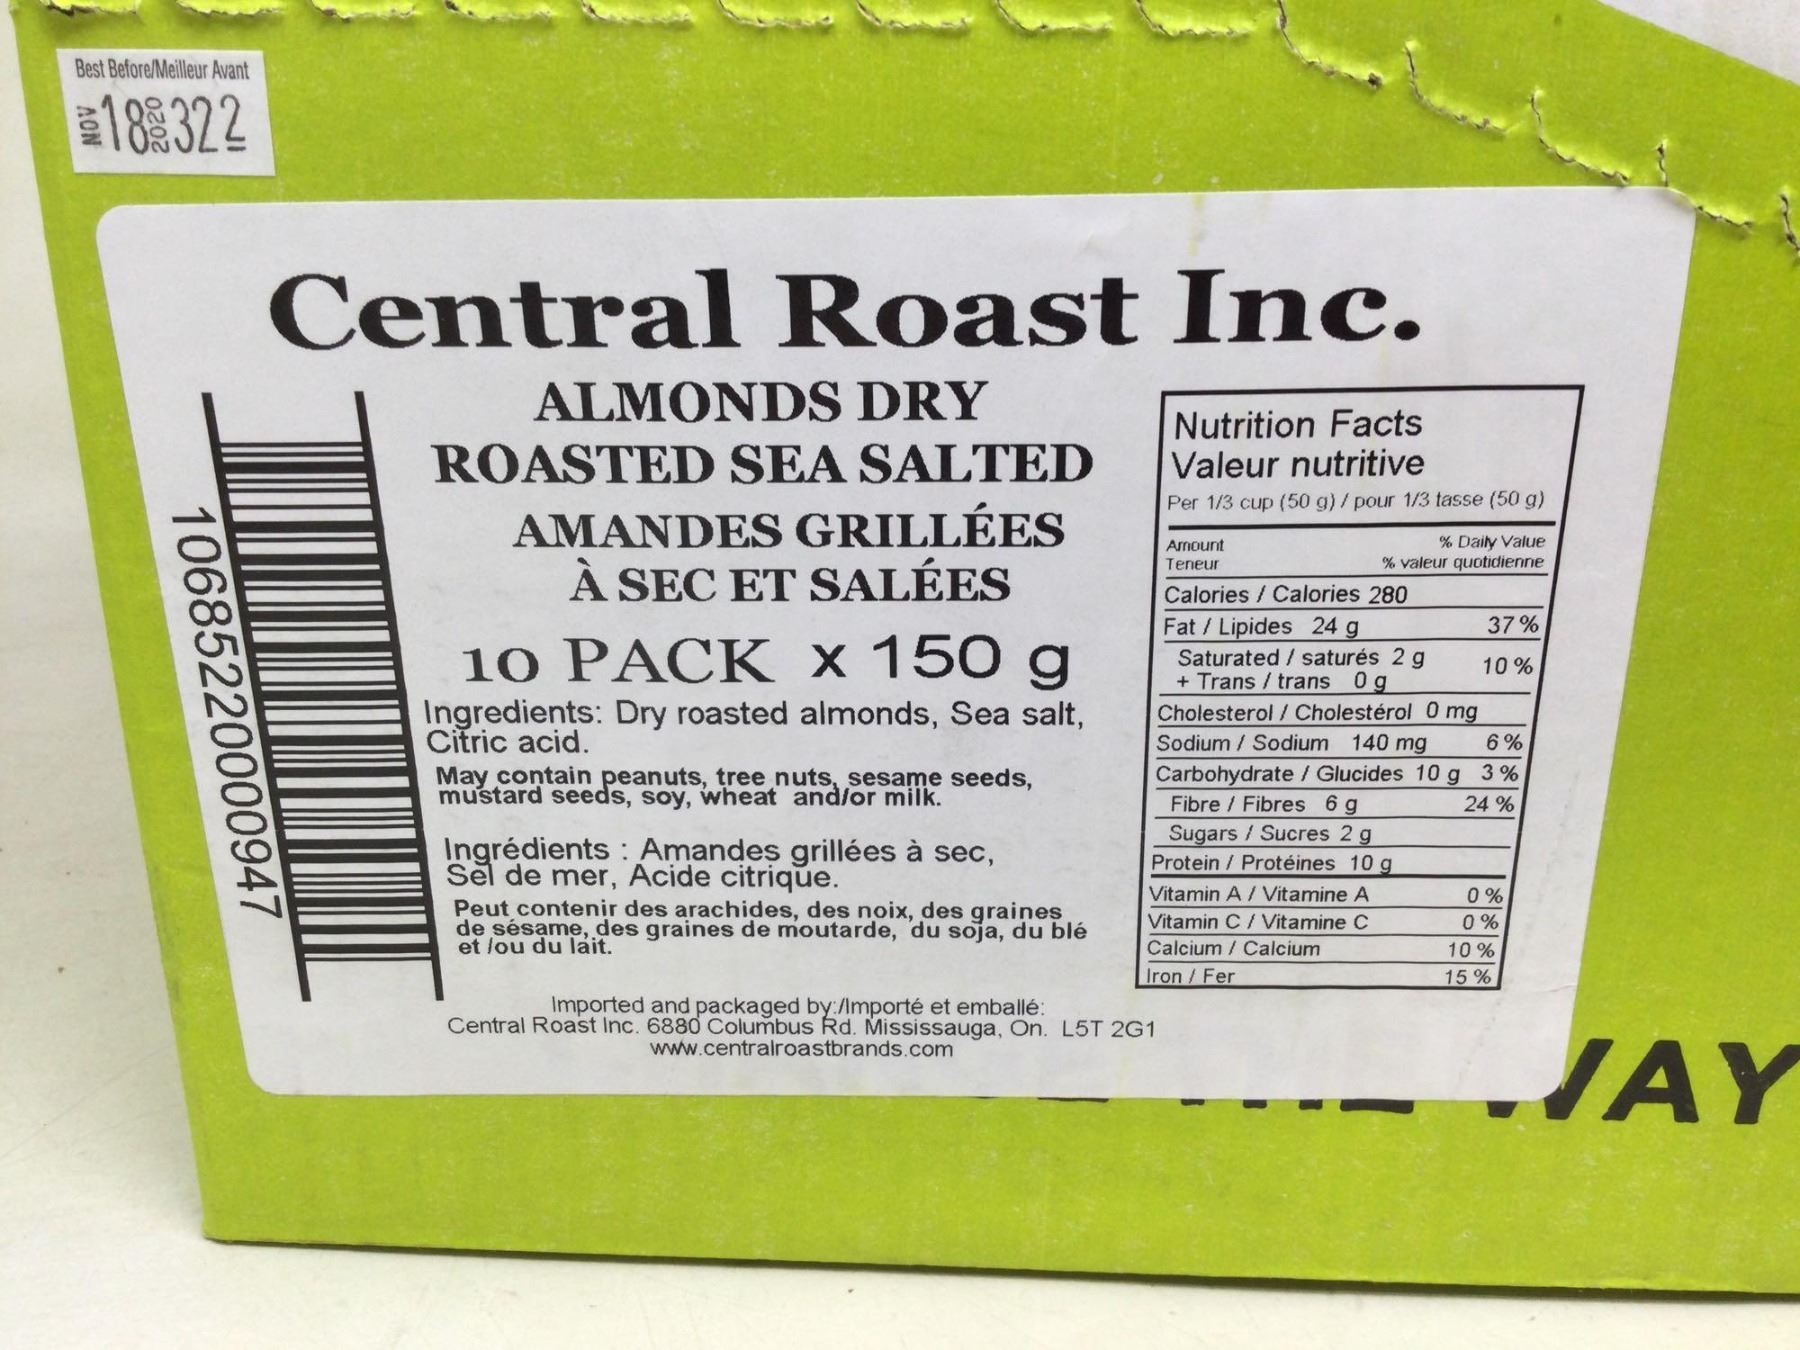 Best Before/Meilleur Avant
NOV 18 2020 322
Central Roast Inc.
ALMONDS DRY
ROASTED SEA SALTED
AMANDES GRILLÉES
À SEC ET SALÉES
10 PACK x 150 g
Ingredients: Dry roasted almonds, Sea salt,
Citric acid.
May contain peanuts, tree nuts, sesame seeds,
mustard seeds, soy, wheat and/or milk.
Ingrédients : Amandes grillées à sec,
Sel de mer, Acide citrique.
Peut contenir des arachides, des noix, des graines
de sésame, des graines de moutarde, du soja, du blé
et /ou du lait.
Imported and packaged by:/Importé et emballé:
Central Roast Inc. 6880 Columbus Rd. Mississauga, On. L5T 2G1
www.centralroastbrands.com
10685220000947
Nutrition Facts
Valeur nutritive
Per 1/3 cup (50 g) / pour 1/3 tasse (50 g)
Amount % Daily Value
Teneur % valeur quotidienne
Calories / Calories 280
Fat / Lipides 24 g 37 %
Saturated / saturés 2 g 10 %
+ Trans / trans 0 g
Cholesterol / Cholestérol 0 mg
Sodium / Sodium 140 mg 6 %
Carbohydrate / Glucides 10 g 3 %
Fibre / Fibres 6 g 24 %
Sugars / Sucres 2 g
Protein / Protéines 10 g
Vitamin A / Vitamine A 0 %
Vitamin C / Vitamine C 0 %
Calcium / Calcium 10 %
Iron / Fer 15 %
WAY